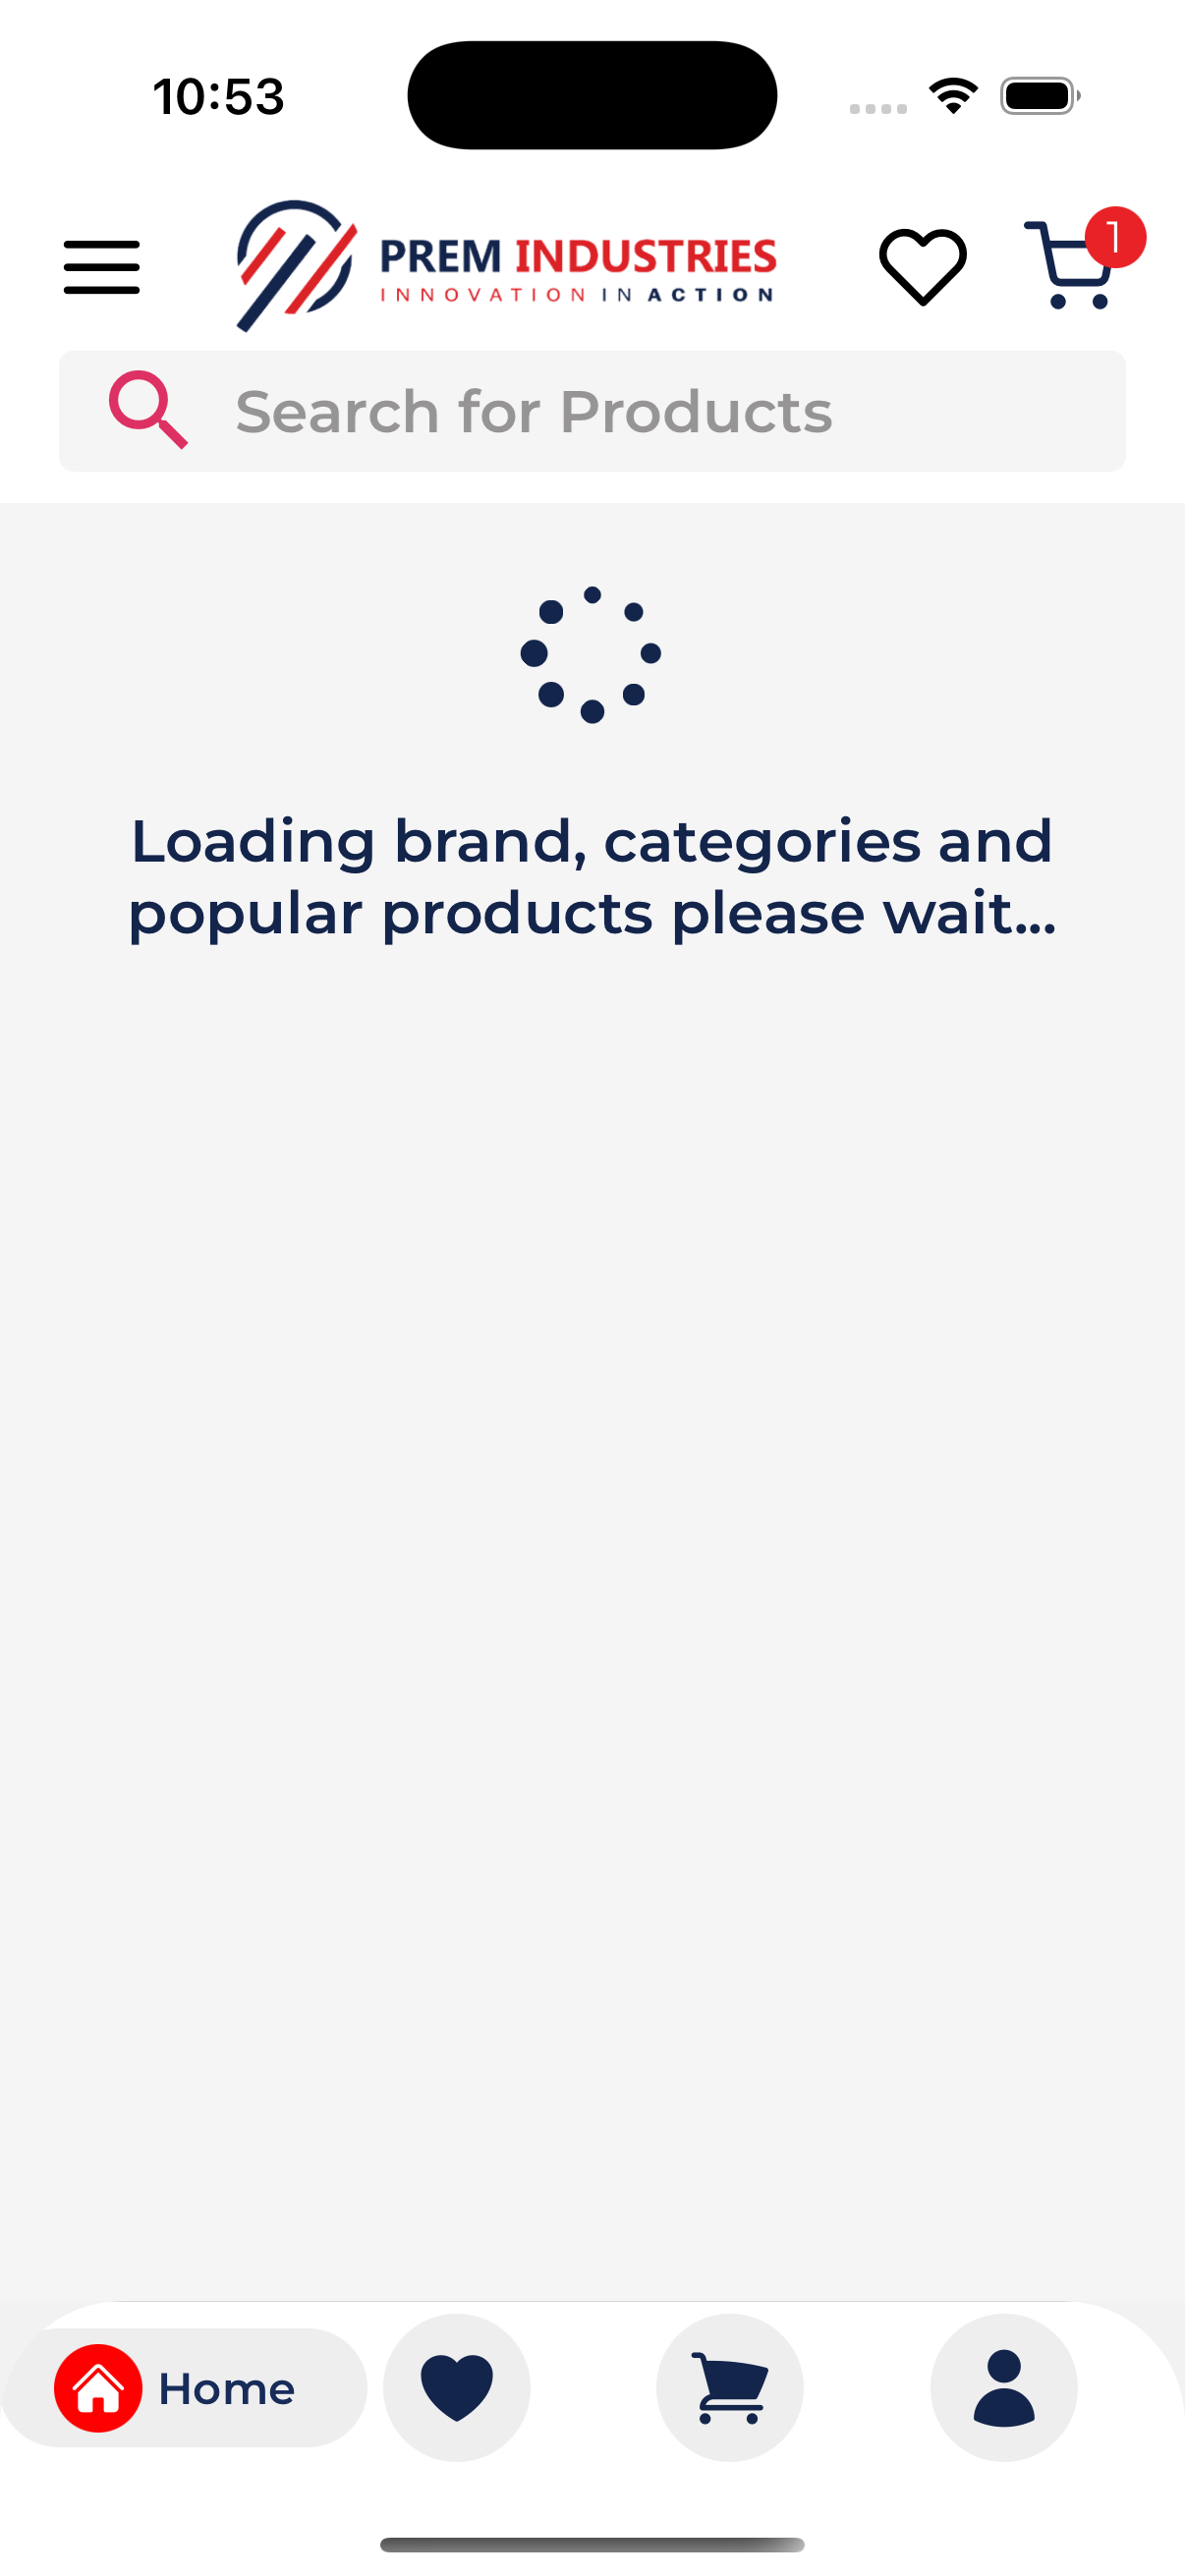 10:53
PREM INDUSTRIES
INNOVATION IN ACTION
1
Search for Products
Loading brand, categories and
popular products please wait...
Home